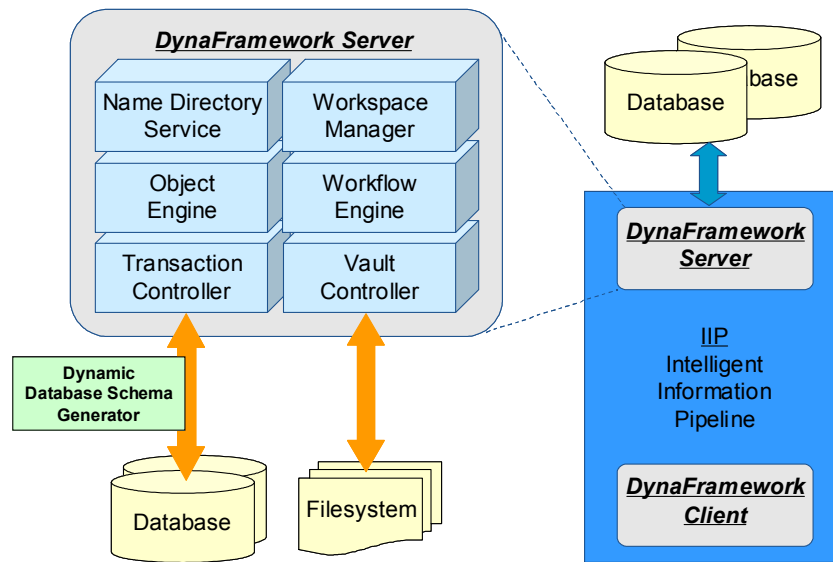 DynaFramework Server
Name Directory
Service
Workspace
Manager
Object
Engine
Workflow
Engine
Transaction
Controller
Vault
Controller
Dynamic
Database Schema
Generator
Database
Filesystem
Database
base
DynaFramework
Server
IIP
Intelligent
Information
Pipeline
DynaFramework
Client